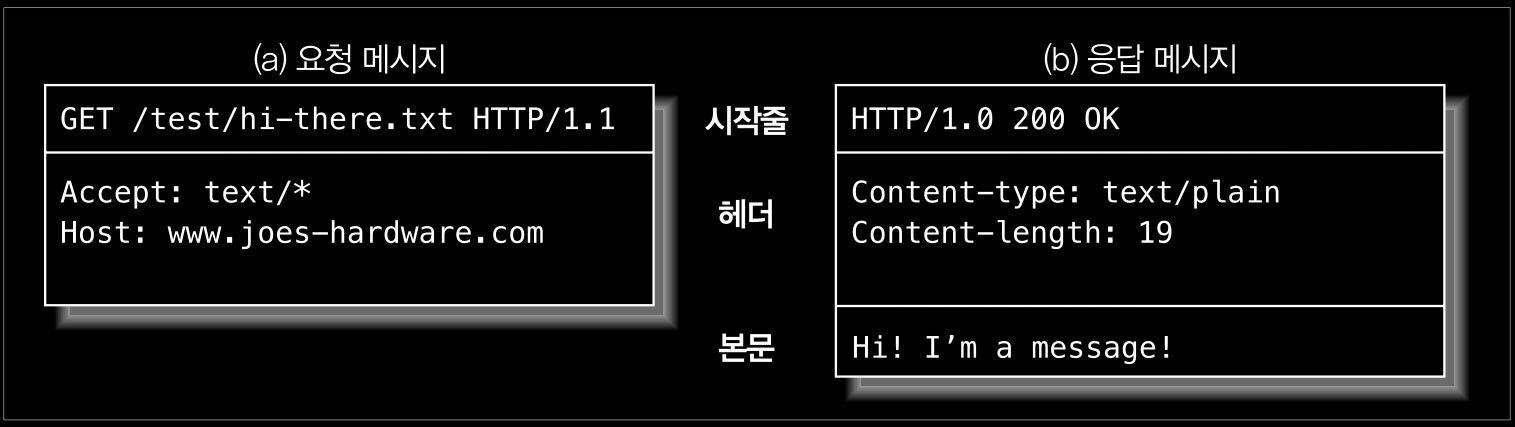 (a) 요청 메시지
GET /test/hi-there.txt HTTP/1.1
Accept: text/*
Host: www.joes-hardware.com
시작줄
헤더
본문
(b) 응답 메시지
HTTP/1.0 200 OK
Content-type: text/plain
Content-length: 19
Hi! I’m a message!